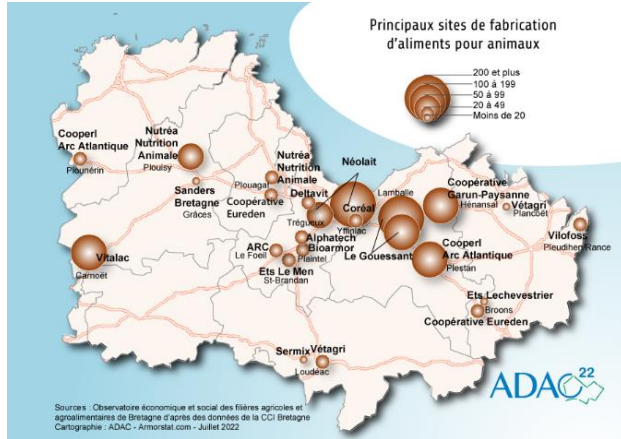 Principaux sites de fabrication
d'aliments pour animaux
200 et plus
100 à 199
50 à 99
20 à 49
Moins de 20
Cooperl
Arc Atlantique
Plounérin
Nutréa
Nutrition
Animale
Plouisy
Sanders
Bretagne
Grâces
Nutréa
Nutrition
Animale
Plouagat
Coopérative
Eureden
Deltavit
Néolait
Trégueux
Coréal
Yffiniac
Lamballe
Le Gouessant
Coopérative
Garun-Paysanne
Hénansal
Vétagri
Plancoët
Vilofoss
Pleudihen/Rance
Vitalac
Carnoët
ARC
Le Foeil
Alphatech
Bioarmor
Plaintel
Ets Le Men
St-Brandan
Cooperl
Arc Atlantique
Plestan
Ets Lechevestrier
Broons
Coopérative Eureden
Sermix
Vétagri
Loudéac
ADAC 22
Sources : Observatoire économique et social des filières agricoles et
agroalimentaires de Bretagne d'après des données de la CCI Bretagne
Cartographie : ADAC - Armorstat.com - Juillet 2022